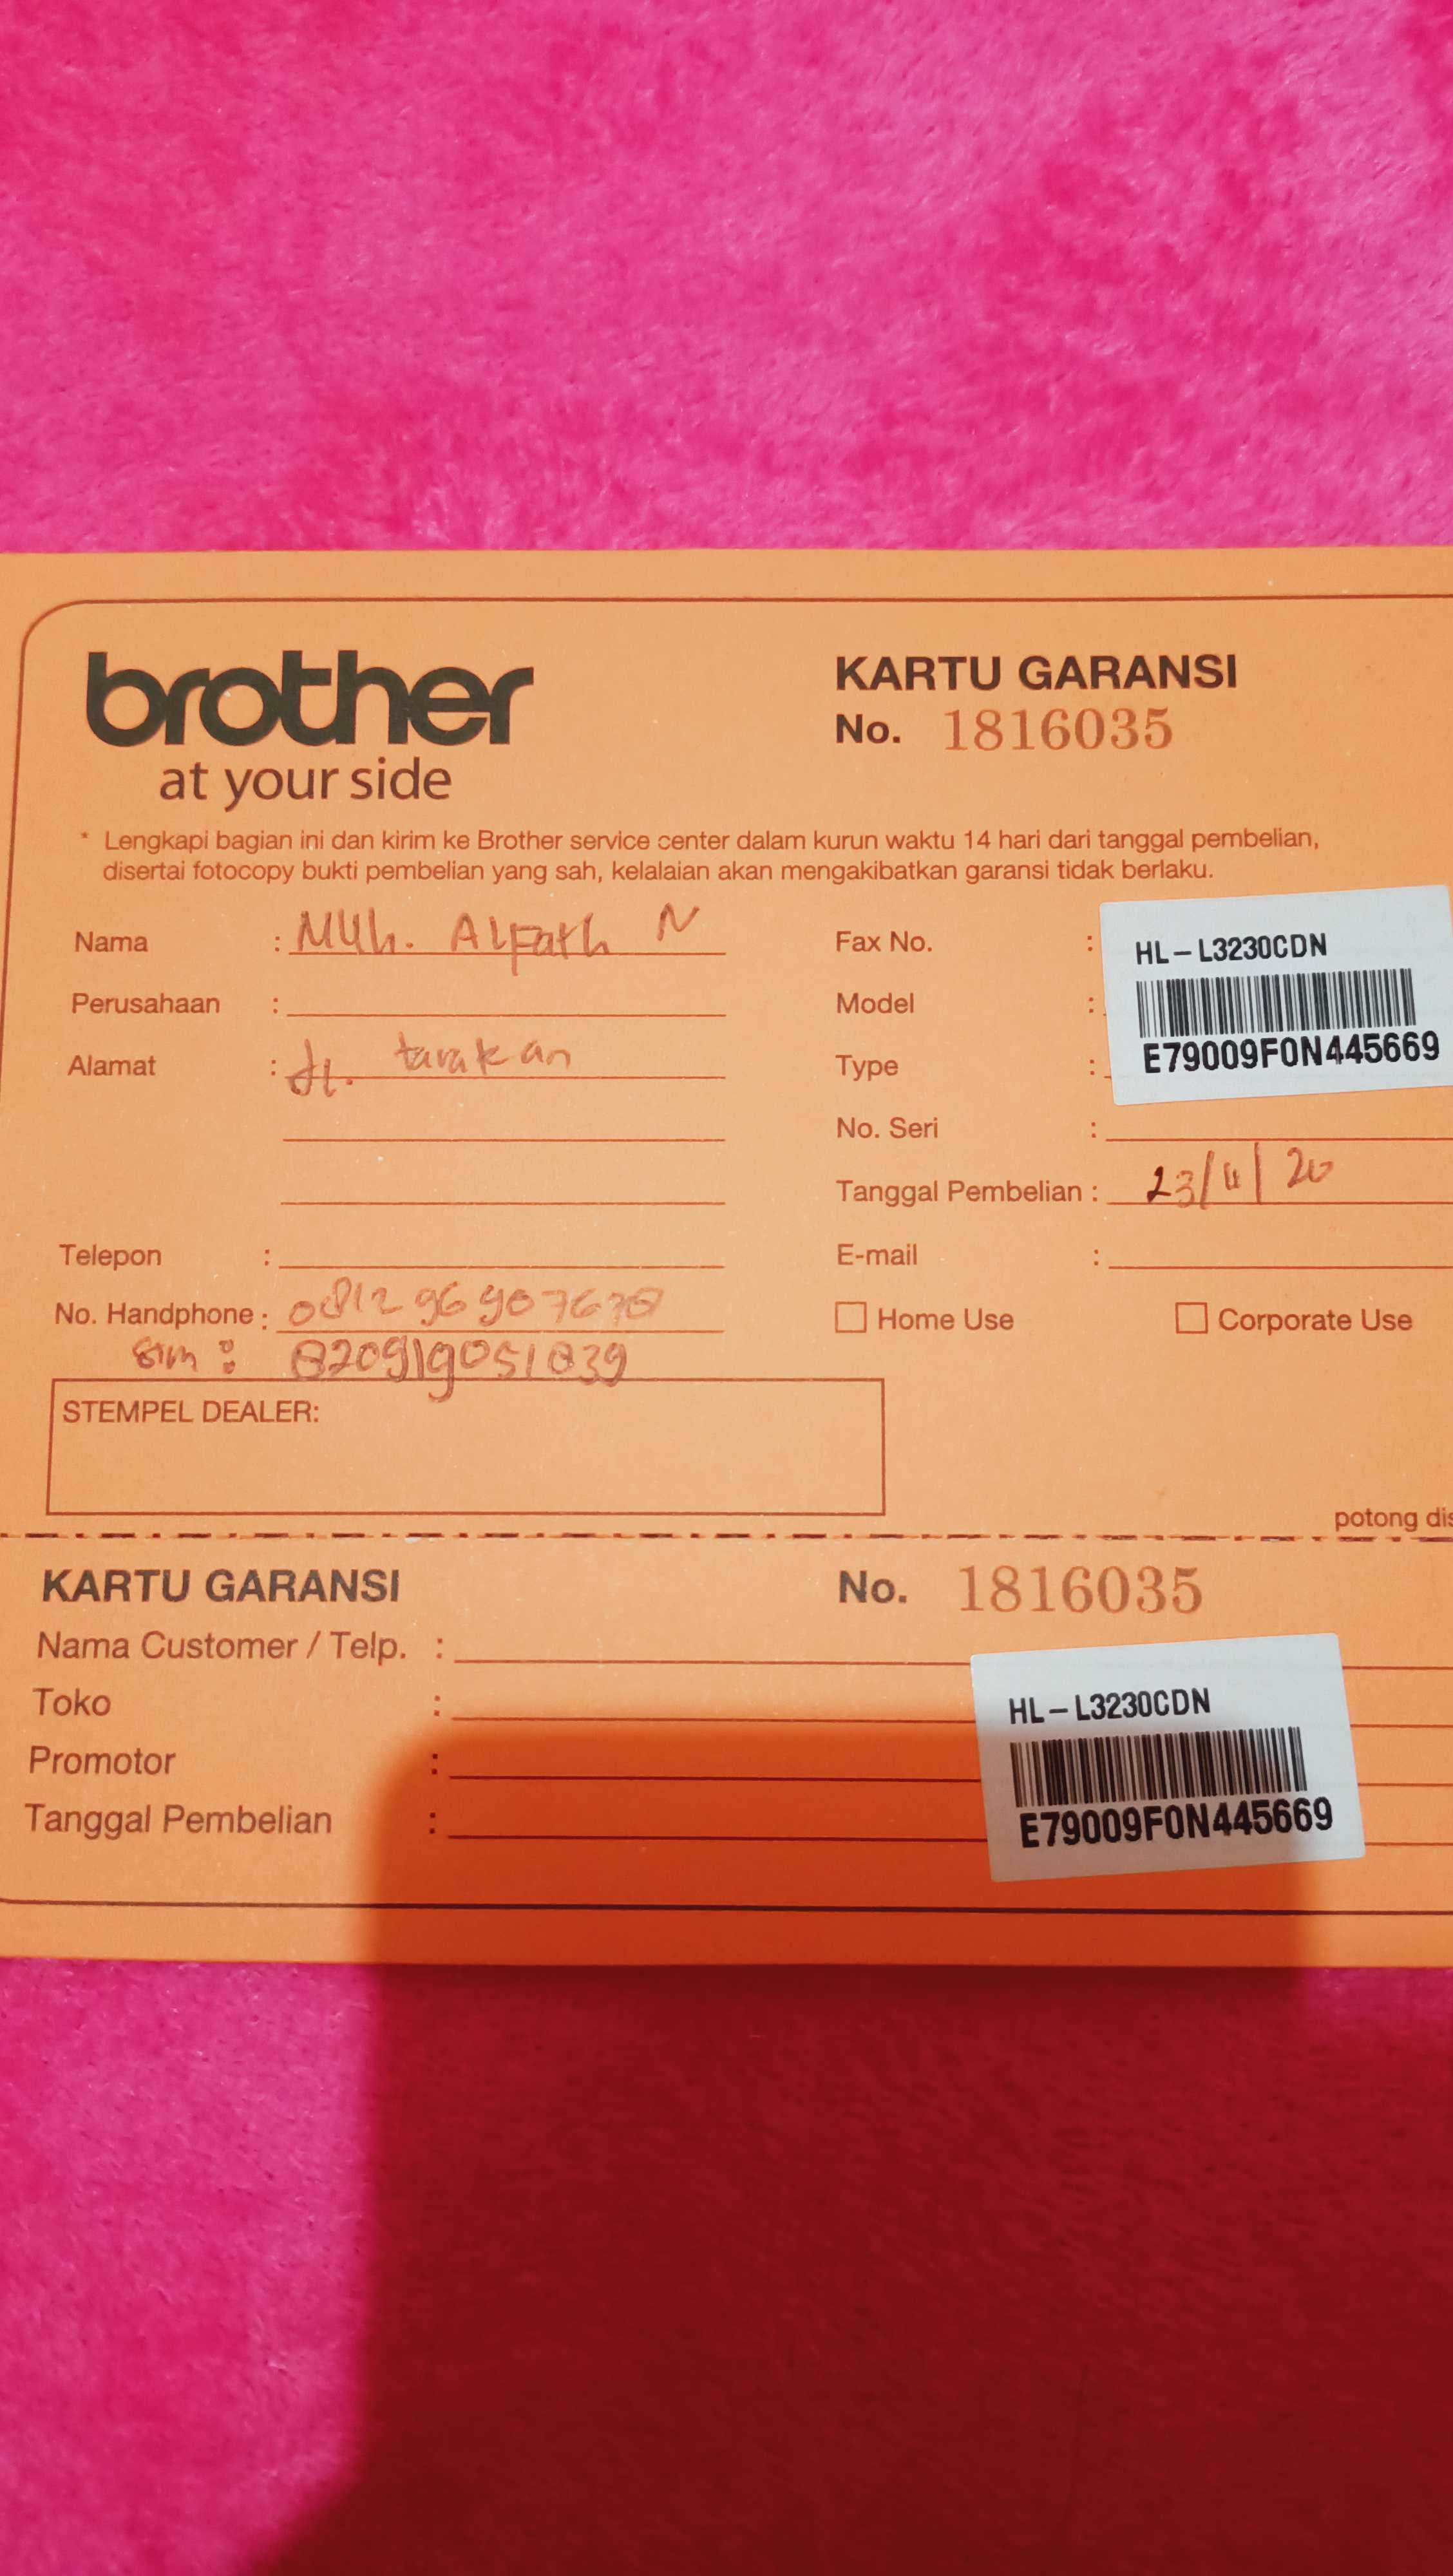 brother
at your side
KARTU GARANSI
No. 1816035
* Lengkapi bagian ini dan kirim ke Brother service center dalam kurun waktu 14 hari dari tanggal pembelian,
disertai fotocopy bukti pembelian yang sah, kelalaian akan mengakibatkan garansi tidak berlaku.
Nama : Muh. ALFath N
Perusahaan :
Alamat : Jl. tarakan
Telepon :
No. Handphone :
Sim : 820919051839
Fax No. :
Model :
Type :
HL-L3230CDN
E79009F0N445669
No. Seri :
Tanggal Pembelian : 23/4/20
E-mail :
Home Use
Corporate Use
STEMPEL DEALER:
potong
KARTU GARANSI
No. 1816035
Nama Customer / Telp. :
Toko :
Promotor :
Tanggal Pembelian :
HL-L3230CDN
E79009F0N445669